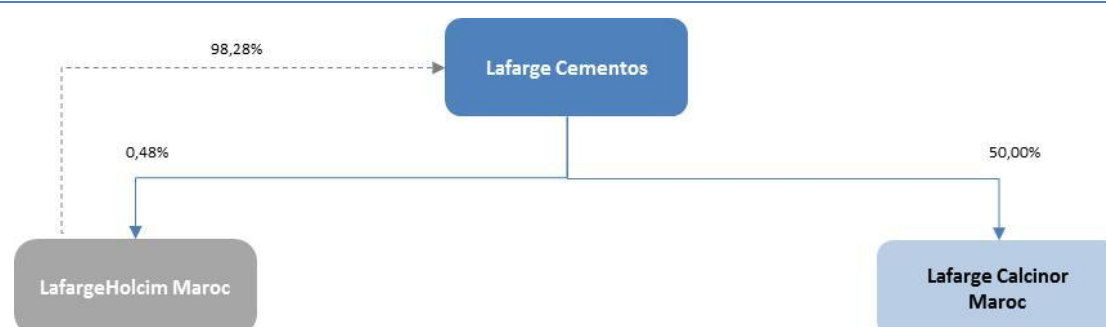 98,28%
Lafarge Cementos
0,48%
50,00%
LafargeHolcim Maroc
Lafarge Calcinor
Maroc